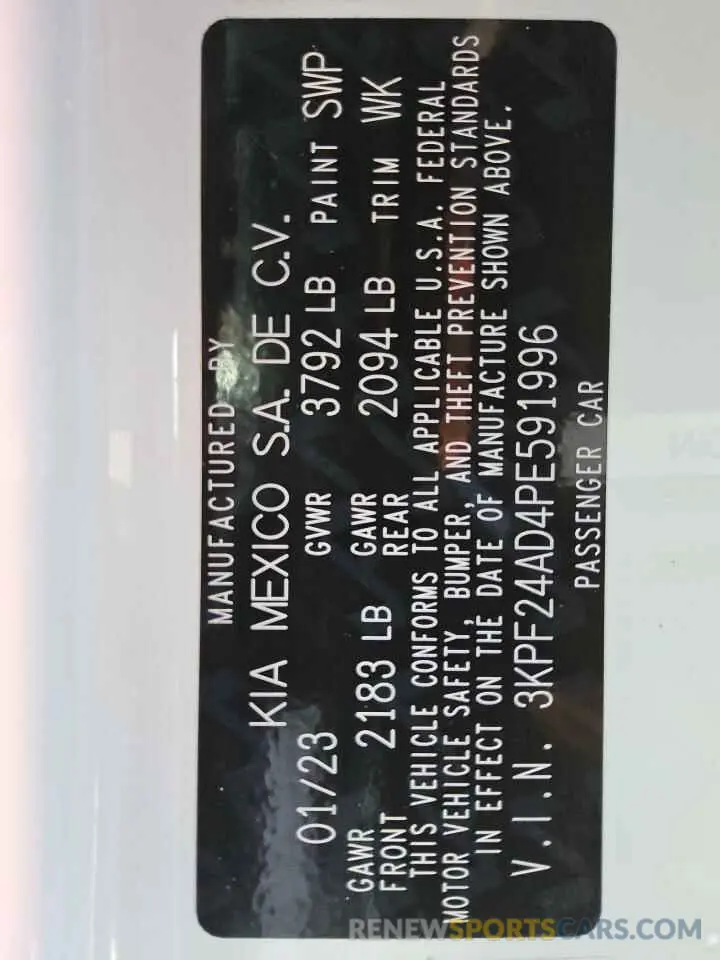 MANUFACTURED BY
KIA MEXICO S.A. DE C.V.
01/23 GVWR 3792 LB PAINT SWP
GAWR FRONT 2183 LB GAWR REAR 2094 LB TRIM WK
THIS VEHICLE CONFORMS TO ALL APPLICABLE U.S.A. FEDERAL
MOTOR VEHICLE SAFETY, BUMPER, AND THEFT PREVENTION STANDARDS
IN EFFECT ON THE DATE OF MANUFACTURE SHOWN ABOVE.
V.I.N. 3KPF24AD4PE591996
PASSENGER CAR
RENEWSPORTSCARS.COM